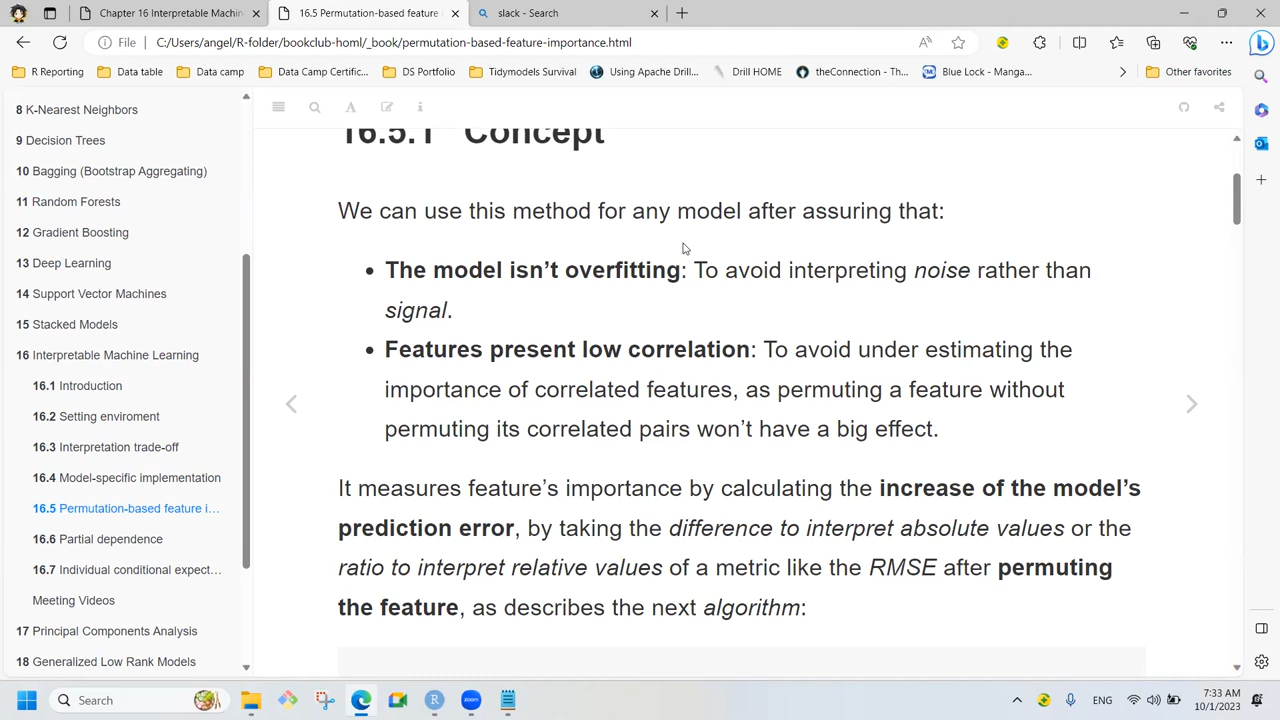 Chapter 16 Interpretable Machin
16.5 Permutation-based feature
slack - Search
File
C:/Users/angel/R-folder/bookclub-homl/_book/permutation-based-feature-importance.html
R Reporting
Data table
Data camp
Data Camp Certific...
DS Portfolio
Tidymodels Survival
Using Apache Drill...
Drill HOME
theConnection - Th...
Blue Lock - Manga...
Other favorites
8 K-Nearest Neighbors
9 Decision Trees
10 Bagging (Bootstrap Aggregating)
11 Random Forests
12 Gradient Boosting
13 Deep Learning
14 Support Vector Machines
15 Stacked Models
16 Interpretable Machine Learning
16.1 Introduction
16.2 Setting enviroment
16.3 Interpretation trade-off
16.4 Model-specific implementation
16.5 Permutation-based feature i...
16.6 Partial dependence
16.7 Individual conditional expect...
Meeting Videos
17 Principal Components Analysis
18 Generalized Low Rank Models
16.5.1 Concept
We can use this method for any model after assuring that:
• The model isn't overfitting: To avoid interpreting noise rather than
signal.
• Features present low correlation: To avoid under estimating the
importance of correlated features, as permuting a feature without
permuting its correlated pairs won't have a big effect.
It measures feature's importance by calculating the increase of the model's
prediction error, by taking the difference to interpret absolute values or the
ratio to interpret relative values of a metric like the RMSE after permuting
the feature, as describes the next algorithm:
Search
zoom
ENG
7:33 AM
10/1/2023